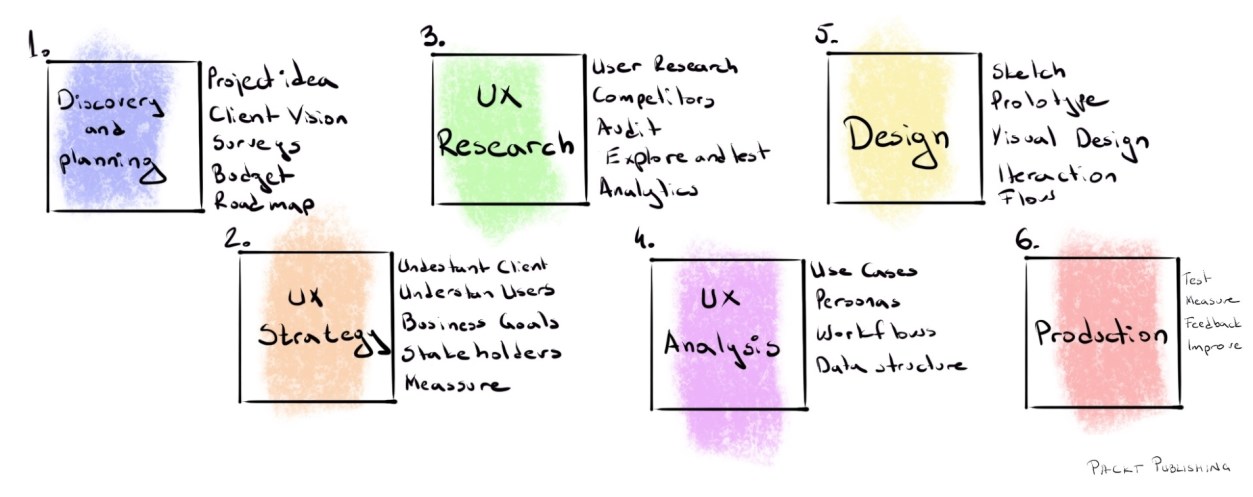 1.
Discovery
and
planning
Project idea
Client Vision
Surveys
Budget
Roadmap
2.
UX
Strategy
Undestant Client
Understan Users
Business Goals
Stakeholders
Meassure
3.
UX
Research
User Research
Competitors
Audit
Explore and test
Analytics
4.
UX
Analysis
Use Cases
Personas
Workflows
Data structure
5.
Design
Sketch
Prototype
Visual Design
Iteraction
Flow
6.
Production
Test
Measure
Feedback
Improve
PACKT PUBLISHING